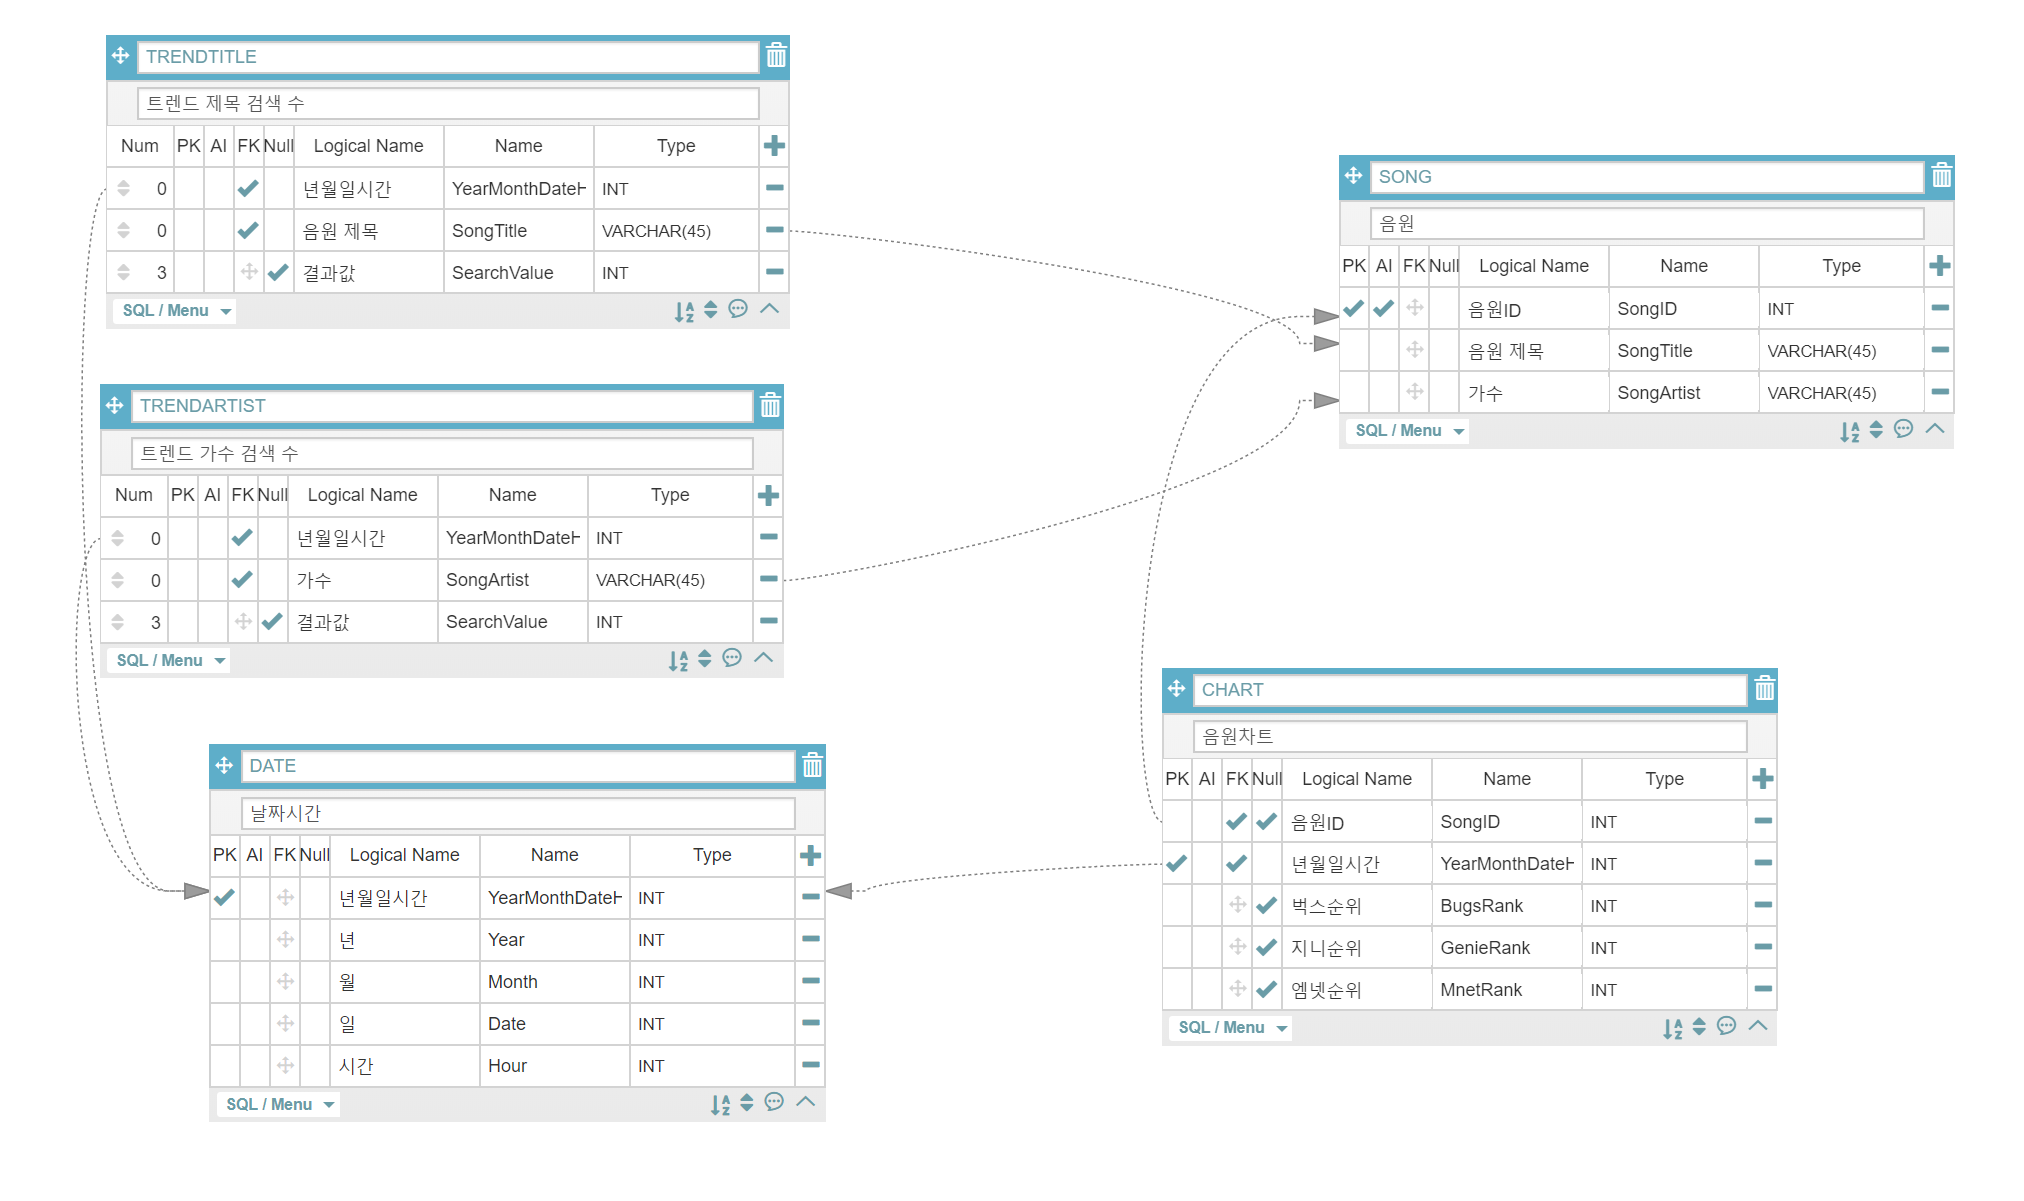 TRENDTITLE
트렌드 제목 검색 수
Num PK AI FK Null Logical Name Name Type
0 년월일시간 YearMonthDateH INT
0 음원 제목 SongTitle VARCHAR(45)
3 결과값 SearchValue INT
SQL / Menu
TRENDARTIST
트렌드 가수 검색 수
Num PK AI FK Null Logical Name Name Type
0 년월일시간 YearMonthDateH INT
0 가수 SongArtist VARCHAR(45)
3 결과값 SearchValue INT
SQL / Menu
DATE
날짜시간
PK AI FK Null Logical Name Name Type
년월일시간 YearMonthDateH INT
년 Year INT
월 Month INT
일 Date INT
시간 Hour INT
SQL / Menu
SONG
음원
PK AI FK Null Logical Name Name Type
음원ID SongID INT
음원 제목 SongTitle VARCHAR(45)
가수 SongArtist VARCHAR(45)
SQL / Menu
CHART
음원차트
PK AI FK Null Logical Name Name Type
음원ID SongID INT
년월일시간 YearMonthDateH INT
벅스순위 BugsRank INT
지니순위 GenieRank INT
엠넷순위 MnetRank INT
SQL / Menu